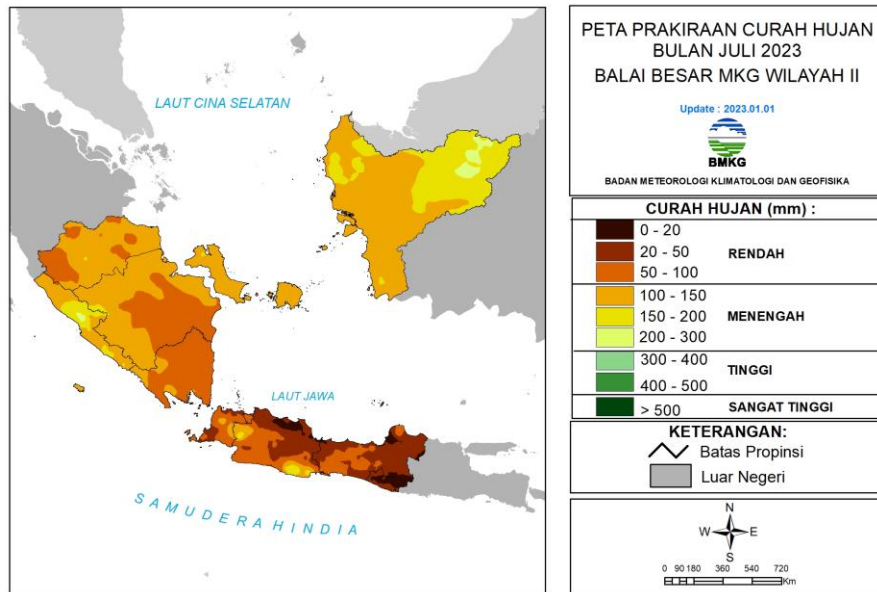 PETA PRAKIRAAN CURAH HUJAN
BULAN JULI 2023
BALAI BESAR MKG WILAYAH II
Update : 2023.01.01
BMKG
BADAN METEOROLOGI KLIMATOLOGI DAN GEOFISIKA
CURAH HUJAN (mm) :
0 - 20
20 - 50
50 - 100
RENDAH
100 - 150
150 - 200
200 - 300
MENENGAH
300 - 400
400 - 500
TINGGI
> 500
SANGAT TINGGI
KETERANGAN:
Batas Propinsi
Luar Negeri
N
W E
S
0 90 180 360 540 720
Km
LAUT CINA SELATAN
LAUT JAWA
SAMUDERA HINDIA